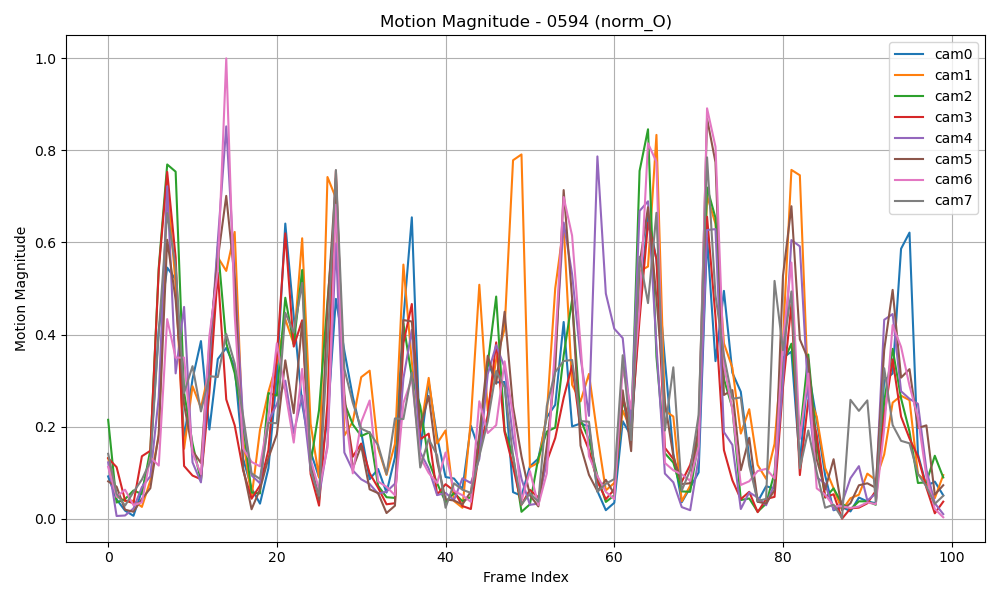 Motion Magnitude - 0594 (norm_O)
1.0
0.8
0.6
0.4
0.2
0.0
Motion Magnitude
0
20
40
60
80
100
Frame Index
cam0
cam1
cam2
cam3
cam4
cam5
cam6
cam7